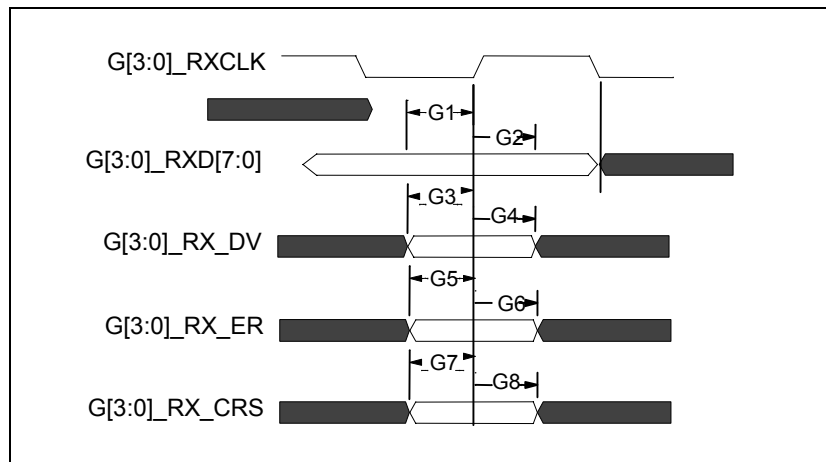 G[3:0]_RXCLK
G1
G2
G[3:0]_RXD[7:0]
G3
G4
G[3:0]_RX_DV
G5
G6
G[3:0]_RX_ER
G7
G8
G[3:0]_RX_CRS